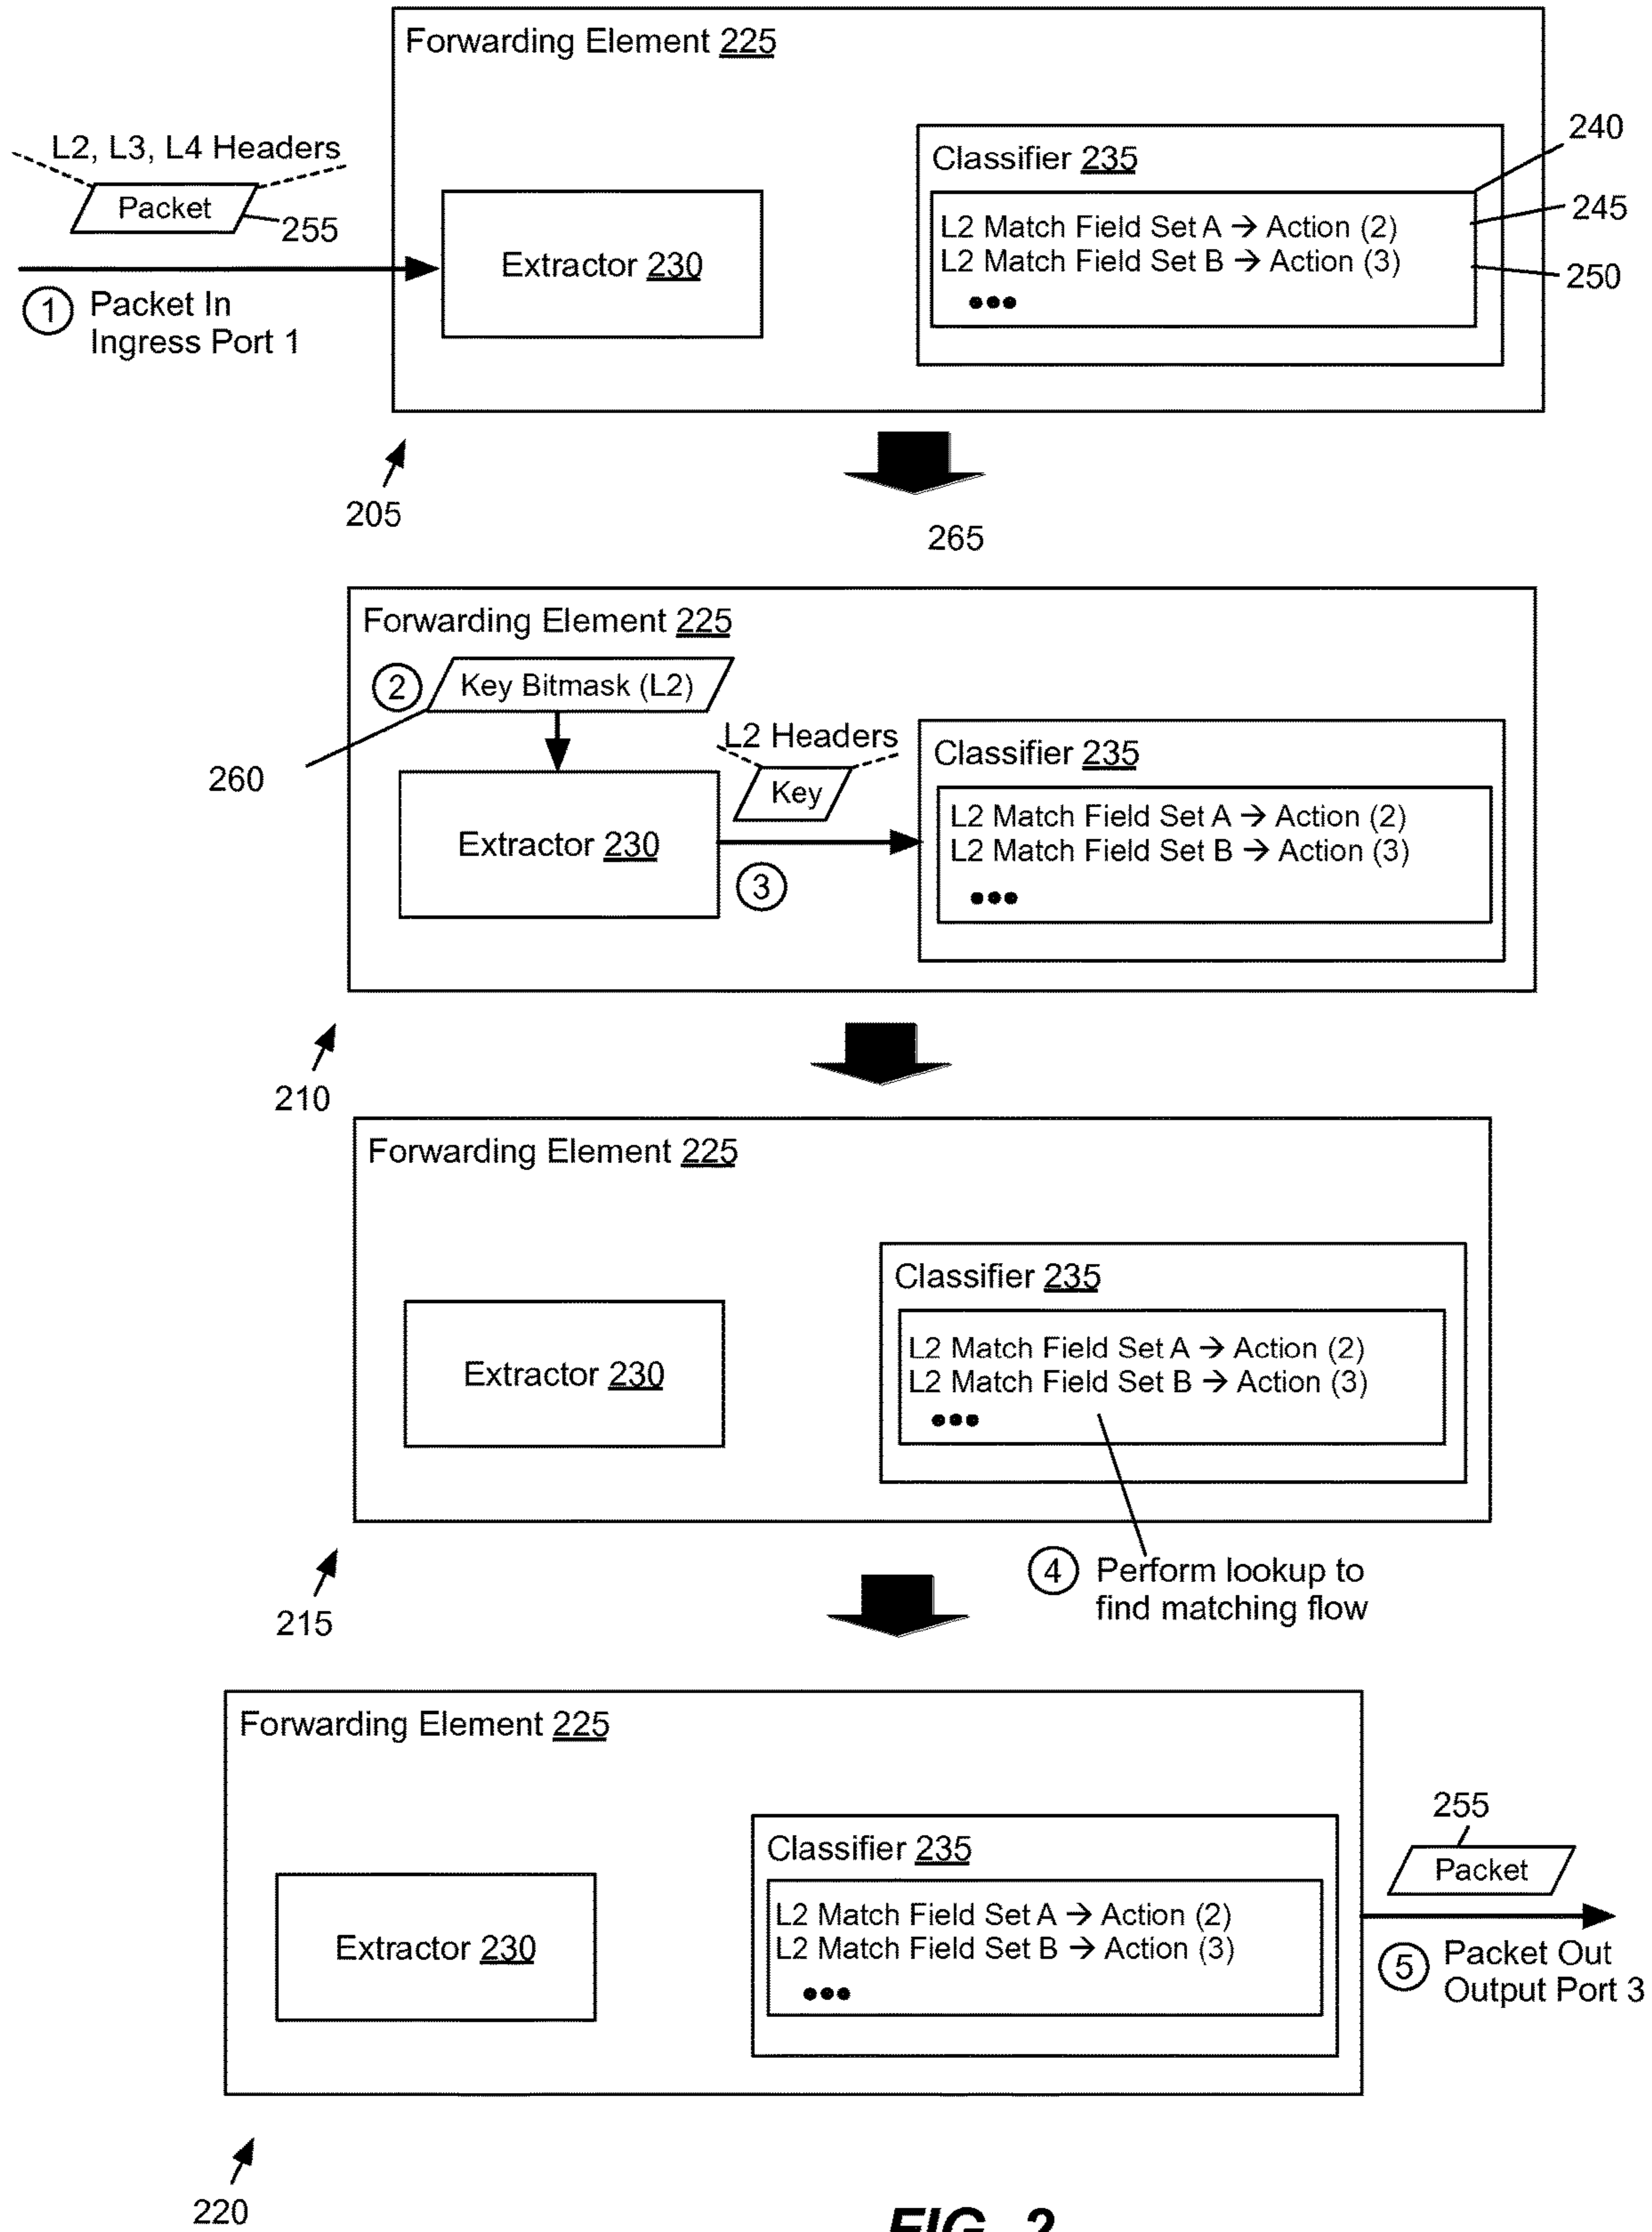 Forwarding Element 225
L2, L3, L4 Headers
Packet
255
1 Packet In
Ingress Port 1
Extractor 230
Classifier 235
L2 Match Field Set A → Action (2)
L2 Match Field Set B → Action (3)
•••
240
245
250
205
265
Forwarding Element 225
2 Key Bitmask (L2)
260
Extractor 230
L2 Headers
Key
3
Classifier 235
L2 Match Field Set A → Action (2)
L2 Match Field Set B → Action (3)
•••
210
Forwarding Element 225
Extractor 230
Classifier 235
L2 Match Field Set A → Action (2)
L2 Match Field Set B → Action (3)
•••
4 Perform lookup to
find matching flow
215
Forwarding Element 225
Extractor 230
Classifier 235
L2 Match Field Set A → Action (2)
L2 Match Field Set B → Action (3)
•••
255
Packet
5 Packet Out
Output Port 3
220
FIG. 2